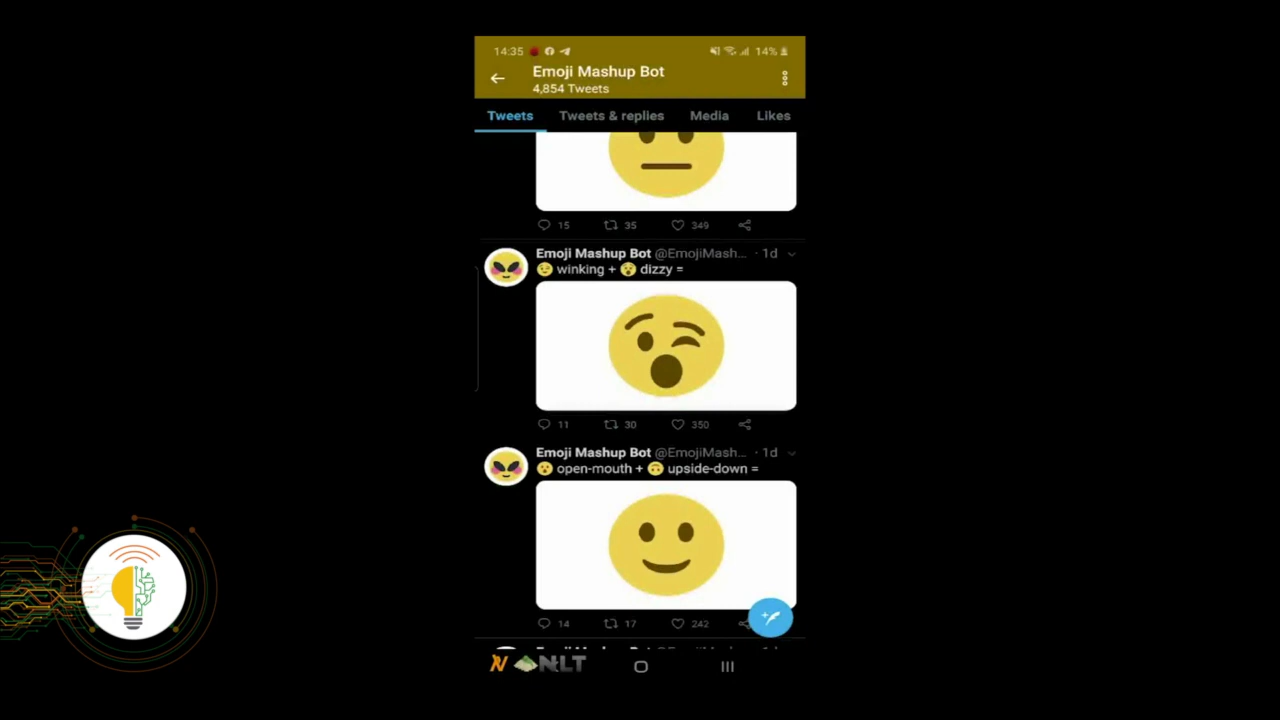 14:35
14%
Emoji Mashup Bot
4,854 Tweets
Tweets Tweets & replies Media Likes
15 35 349
Emoji Mashup Bot @EmojiMash... · 1d
😉 winking + 😵 dizzy =
11 30 350
Emoji Mashup Bot @EmojiMash... · 1d
😮 open-mouth + 🙃 upside-down =
14 17 242
NLT